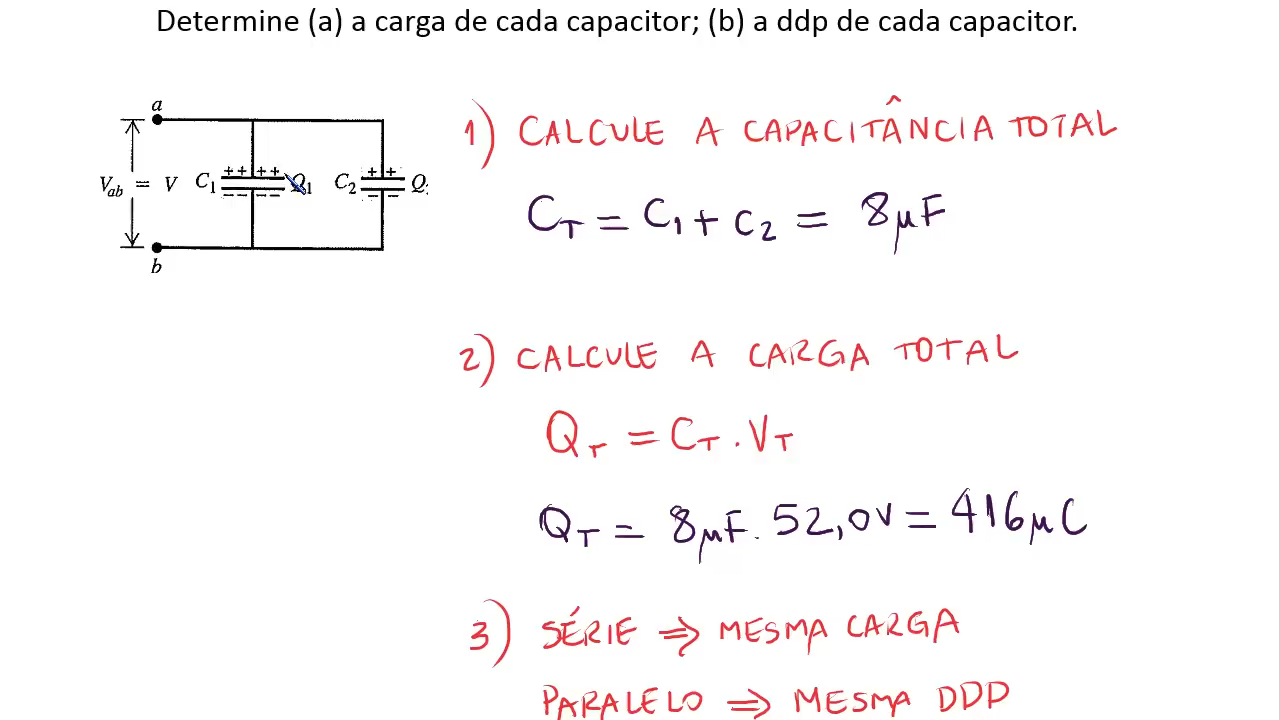 Determine (a) a carga de cada capacitor; (b) a ddp de cada capacitor.
a
Vab = V C1 ++ ++ Q1 C2 ++ Q
-- -- --
b
1) CALCULE A CAPACITÂNCIA TOTAL
CT = C1 + C2 = 8μF
2) CALCULE A CARGA TOTAL
QT = CT . VT
QT = 8μF . 52,0V = 416μC
3) SÉRIE ⇒ MESMA CARGA
PARALELO ⇒ MESMA DDP